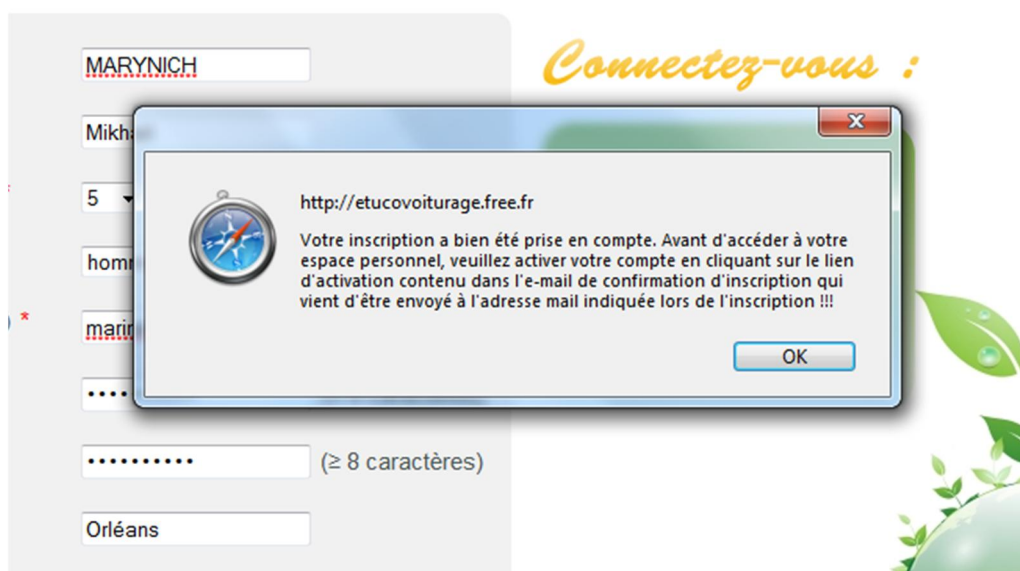 Connectez-vous :
MARYNICH
5
http://etucovoiturage.free.fr
Votre inscription a bien été prise en compte. Avant d'accéder à votre
espace personnel, veuillez activer votre compte en cliquant sur le lien
d'activation contenu dans l'e-mail de confirmation d'inscription qui
vient d'être envoyé à l'adresse mail indiquée lors de l'inscription !!!
*
OK
(≥ 8 caractères)
Orléans